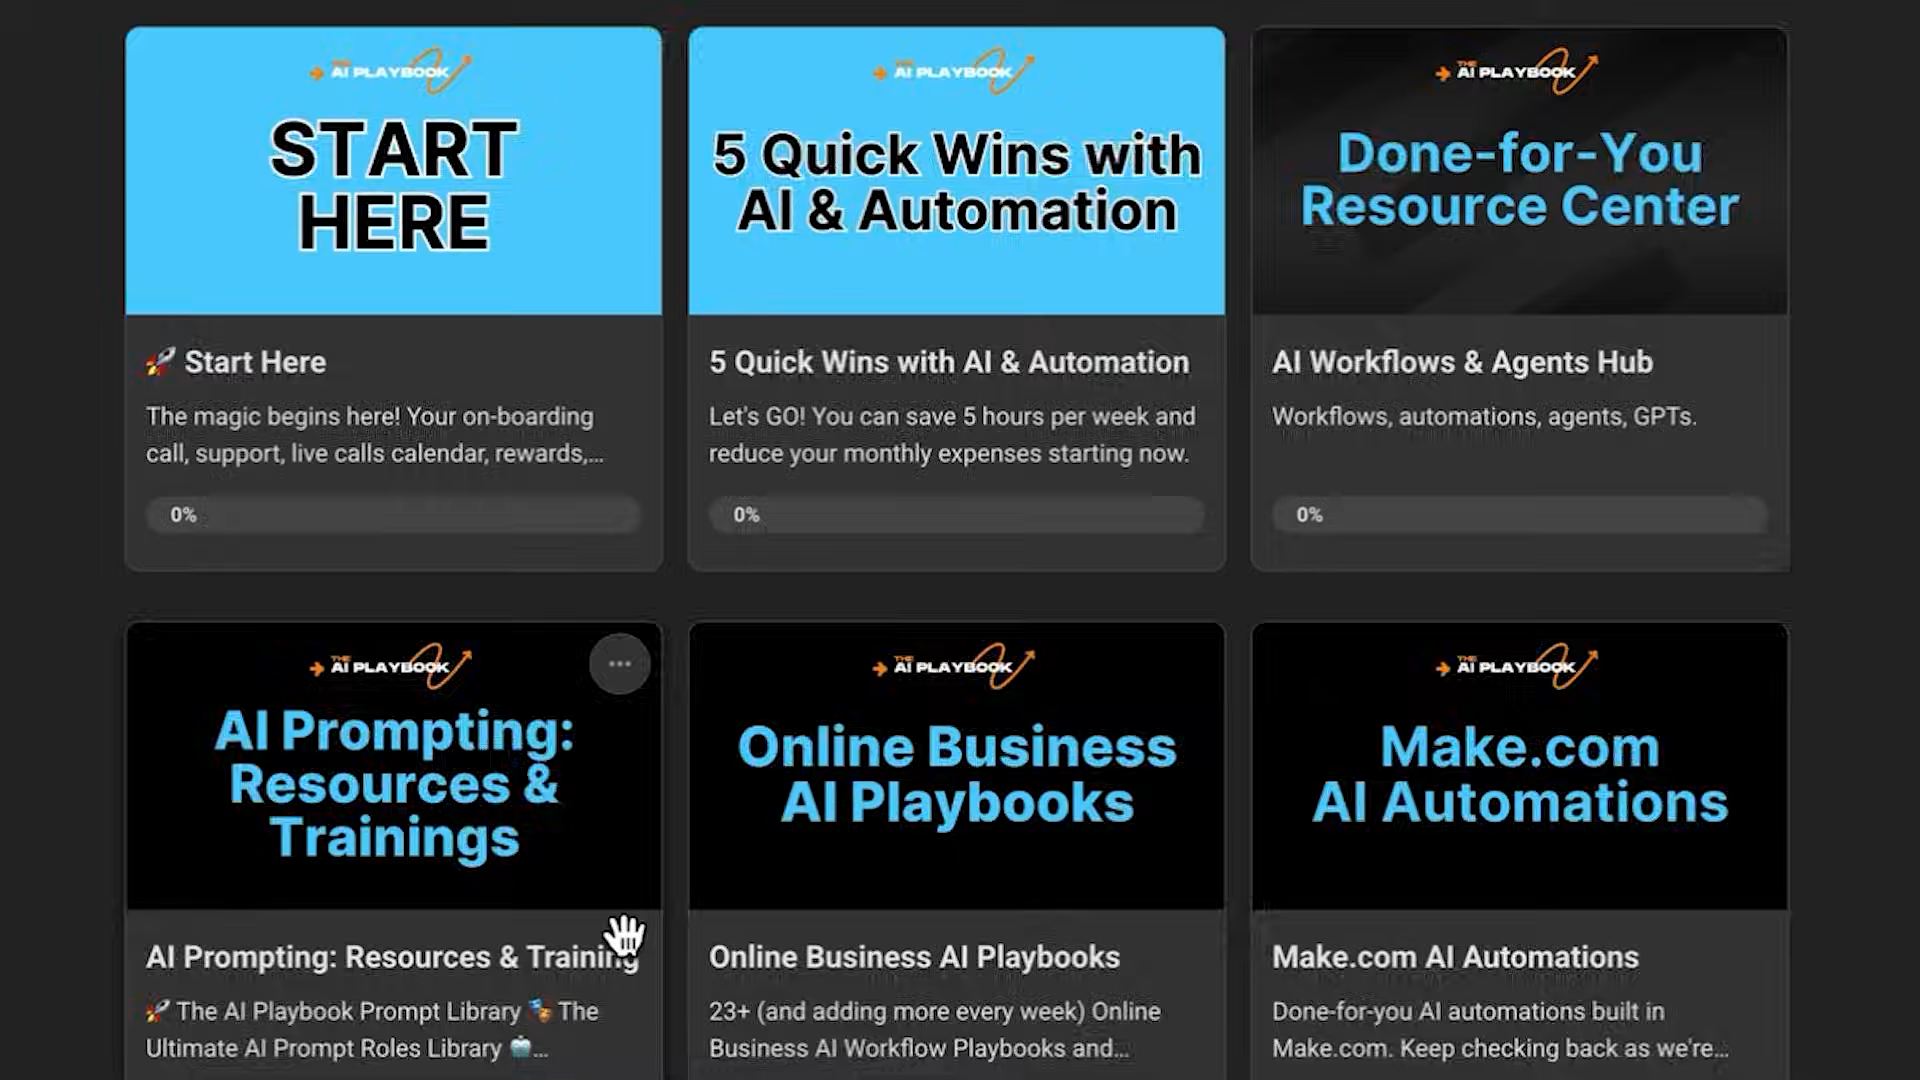 THE
AI PLAYBOOK
START
HERE
🚀 Start Here
The magic begins here! Your on-boarding
call, support, live calls calendar, rewards,...
0%
THE
AI PLAYBOOK
5 Quick Wins with
AI & Automation
5 Quick Wins with AI & Automation
Let's GO! You can save 5 hours per week and
reduce your monthly expenses starting now.
0%
THE
AI PLAYBOOK
Done-for-You
Resource Center
AI Workflows & Agents Hub
Workflows, automations, agents, GPTs.
0%
THE
AI PLAYBOOK
AI Prompting:
Resources &
Trainings
AI Prompting: Resources & Training
🚀 The AI Playbook Prompt Library 🎭 The
Ultimate AI Prompt Roles Library ...
THE
AI PLAYBOOK
Online Business
AI Playbooks
Online Business AI Playbooks
23+ (and adding more every week) Online
Business AI Workflow Playbooks and...
THE
AI PLAYBOOK
Make.com
AI Automations
Make.com AI Automations
Done-for-you AI automations built in
Make.com. Keep checking back as we're...